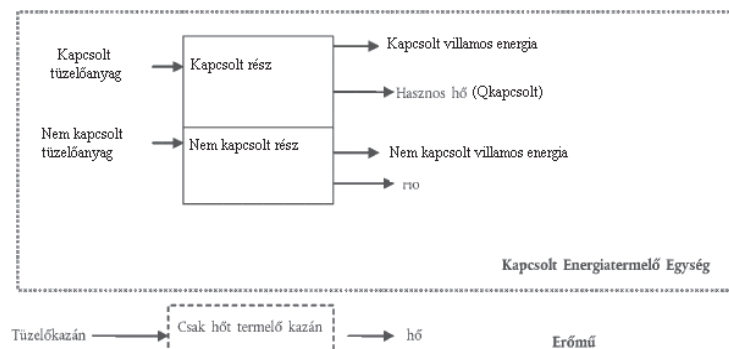 Kapcsolt
tüzelőanyag
Kapcsolt rész
Kapcsolt villamos energia
Hasznos hő (Qkapcsolt)
Nem kapcsolt
tüzelőanyag
Nem kapcsolt rész
Nem kapcsolt villamos energia
Kapcsolt Energiatermelő Egység
Tüzelőkazán
Csak hőt termelő kazán
hő
Erőmű